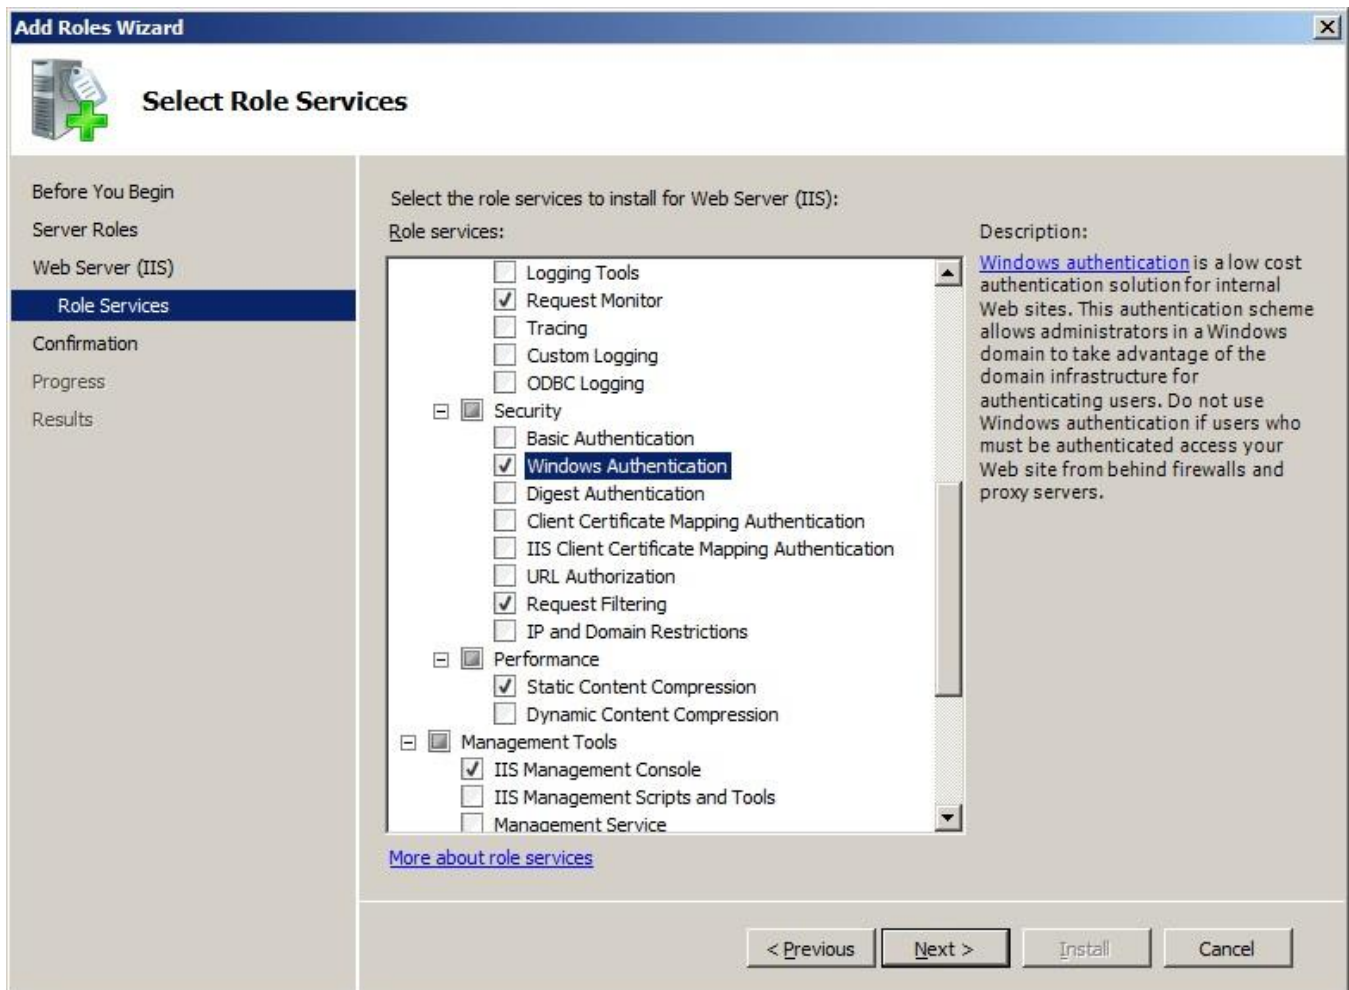 Add Roles Wizard
Select Role Services
Before You Begin
Server Roles
Web Server (IIS)
Role Services
Confirmation
Progress
Results
Select the role services to install for Web Server (IIS):
Role services:
Logging Tools
Request Monitor
Tracing
Custom Logging
ODBC Logging
Security
Basic Authentication
Windows Authentication
Digest Authentication
Client Certificate Mapping Authentication
IIS Client Certificate Mapping Authentication
URL Authorization
Request Filtering
IP and Domain Restrictions
Performance
Static Content Compression
Dynamic Content Compression
Management Tools
IIS Management Console
IIS Management Scripts and Tools
Management Service
More about role services
Description:
Windows authentication is a low cost
authentication solution for internal
Web sites. This authentication scheme
allows administrators in a Windows
domain to take advantage of the
domain infrastructure for
authenticating users. Do not use
Windows authentication if users who
must be authenticated access your
Web site from behind firewalls and
proxy servers.
< Previous
Next >
Install
Cancel